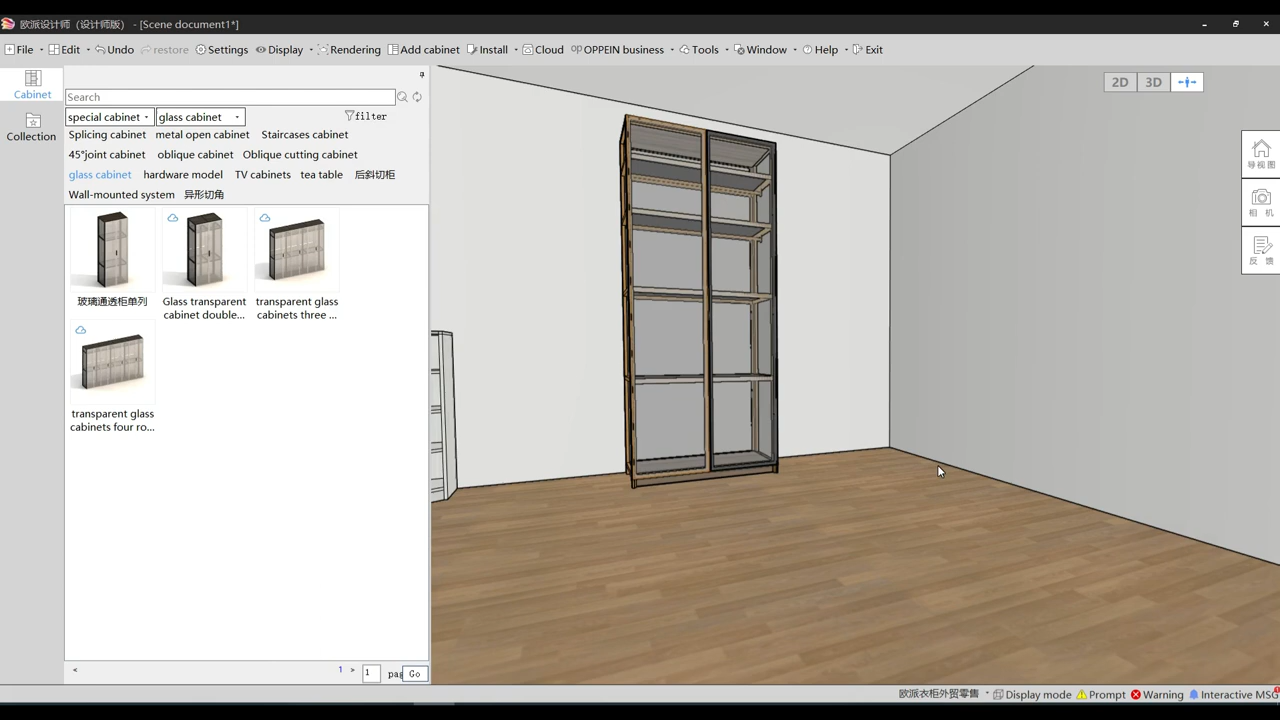 欧派设计师（设计师版） - [Scene document1*]
File Edit Undo restore Settings Display Rendering Add cabinet Install Cloud OPPEIN business Tools Window Help Exit
Cabinet
Collection
Search
special cabinet glass cabinet filter
Splicing cabinet metal open cabinet Staircases cabinet
45°joint cabinet oblique cabinet Oblique cutting cabinet
glass cabinet hardware model TV cabinets tea table 后斜切柜
Wall-mounted system 异形切角
玻璃通透柜单列
Glass transparent cabinet double...
transparent glass cabinets three ...
transparent glass cabinets four ro...
< 1 > 1 pag Go
2D 3D
导视图
相 机
反 馈
欧派衣柜外贸零售 Display mode Prompt Warning Interactive MSG